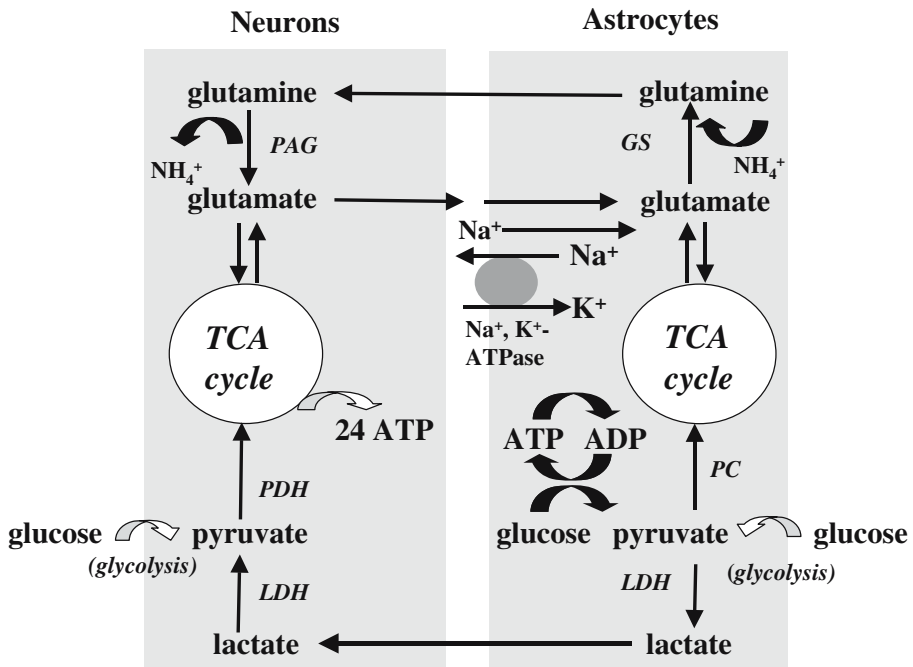 Neurons
Astrocytes
glutamine
glutamine
PAG
GS
NH₄⁺
NH₄⁺
glutamate
glutamate
Na⁺
Na⁺
K⁺
Na⁺, K⁺-
ATPase
TCA
cycle
TCA
cycle
24 ATP
ATP
ADP
PDH
PC
glucose
pyruvate
glucose
pyruvate
glucose
(glycolysis)
(glycolysis)
LDH
LDH
lactate
lactate